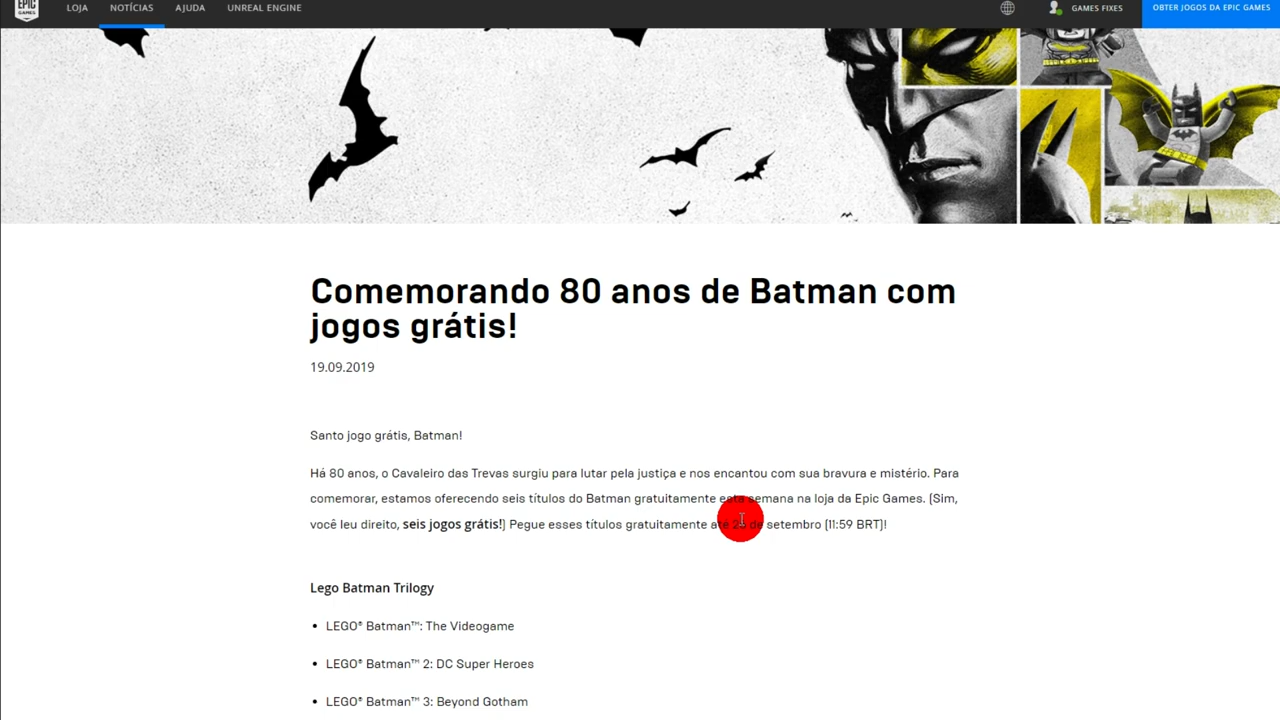 EPIC
GAMES
LOJA NOTÍCIAS AJUDA UNREAL ENGINE GAMES FIXES OBTER JOGOS DA EPIC GAMES
Comemorando 80 anos de Batman com
jogos grátis!
19.09.2019
Santo jogo grátis, Batman!
Há 80 anos, o Cavaleiro das Trevas surgiu para lutar pela justiça e nos encantou com sua bravura e mistério. Para
comemorar, estamos oferecendo seis títulos do Batman gratuitamente esta semana na loja da Epic Games. (Sim,
você leu direito, seis jogos grátis!) Pegue esses títulos gratuitamente até de setembro (11:59 BRT)!
Lego Batman Trilogy
• LEGO® Batman™: The Videogame
• LEGO® Batman™ 2: DC Super Heroes
• LEGO® Batman™ 3: Beyond Gotham